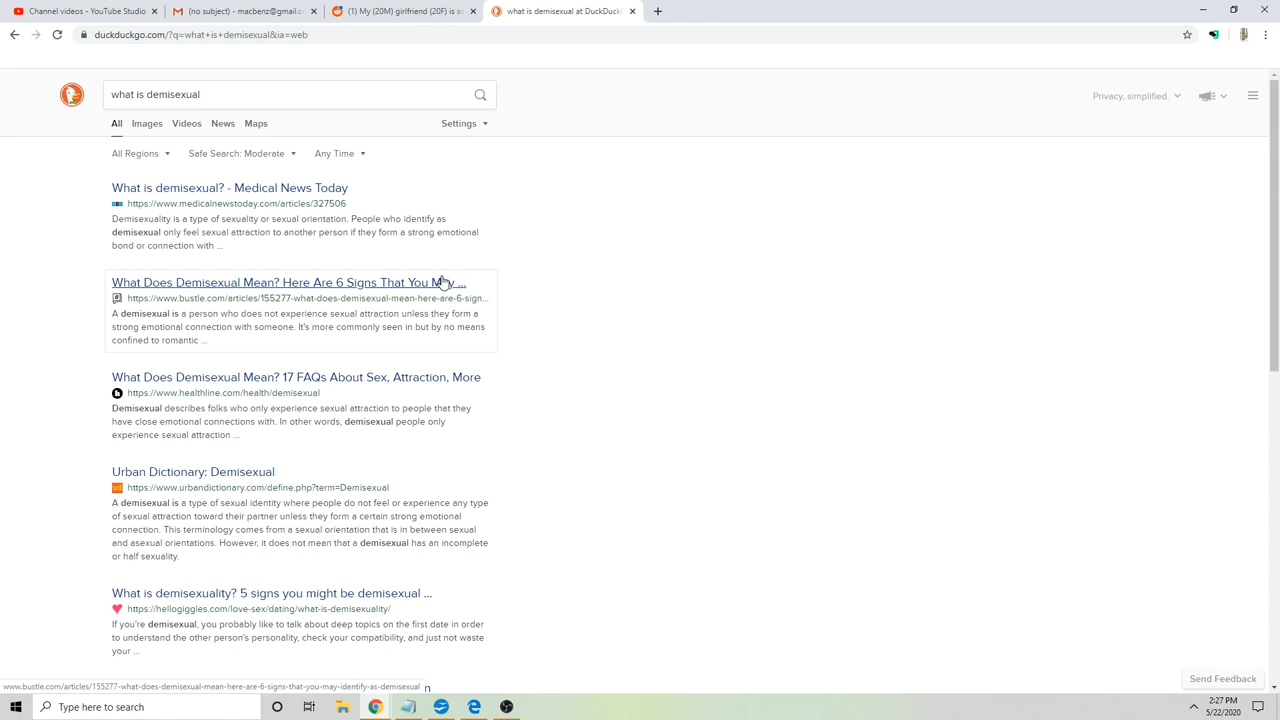 Channel videos - YouTube Studio
(no subject) - macbenz@gmail.c
(1) My (20M) girlfriend (20F) is as
what is demisexual at DuckDuck
duckduckgo.com/?q=what+is+demisexual&ia=web
what is demisexual
Privacy, simplified.
All Images Videos News Maps
Settings
All Regions
Safe Search: Moderate
Any Time
What is demisexual? - Medical News Today
https://www.medicalnewstoday.com/articles/327506
Demisexuality is a type of sexuality or sexual orientation. People who identify as
demisexual only feel sexual attraction to another person if they form a strong emotional
bond or connection with ...
What Does Demisexual Mean? Here Are 6 Signs That You May ...
https://www.bustle.com/articles/155277-what-does-demisexual-mean-here-are-6-sign...
A demisexual is a person who does not experience sexual attraction unless they form a
strong emotional connection with someone. It's more commonly seen in but by no means
confined to romantic ...
What Does Demisexual Mean? 17 FAQs About Sex, Attraction, More
https://www.healthline.com/health/demisexual
Demisexual describes folks who only experience sexual attraction to people that they
have close emotional connections with. In other words, demisexual people only
experience sexual attraction ...
Urban Dictionary: Demisexual
ud https://www.urbandictionary.com/define.php?term=Demisexual
A demisexual is a type of sexual identity where people do not feel or experience any type
of sexual attraction toward their partner unless they form a certain strong emotional
connection. This terminology comes from a sexual orientation that is in between sexual
and asexual orientations. However, it does not mean that a demisexual has an incomplete
or half sexuality.
What is demisexuality? 5 signs you might be demisexual ...
https://hellogiggles.com/love-sex/dating/what-is-demisexuality/
If you're demisexual, you probably like to talk about deep topics on the first date in order
to understand the other person's personality, check your compatibility, and just not waste
your ...
Send Feedback
www.bustle.com/articles/155277-what-does-demisexual-mean-here-are-6-signs-that-you-may-identify-as-demisexual
Type here to search
2:27 PM
5/22/2020